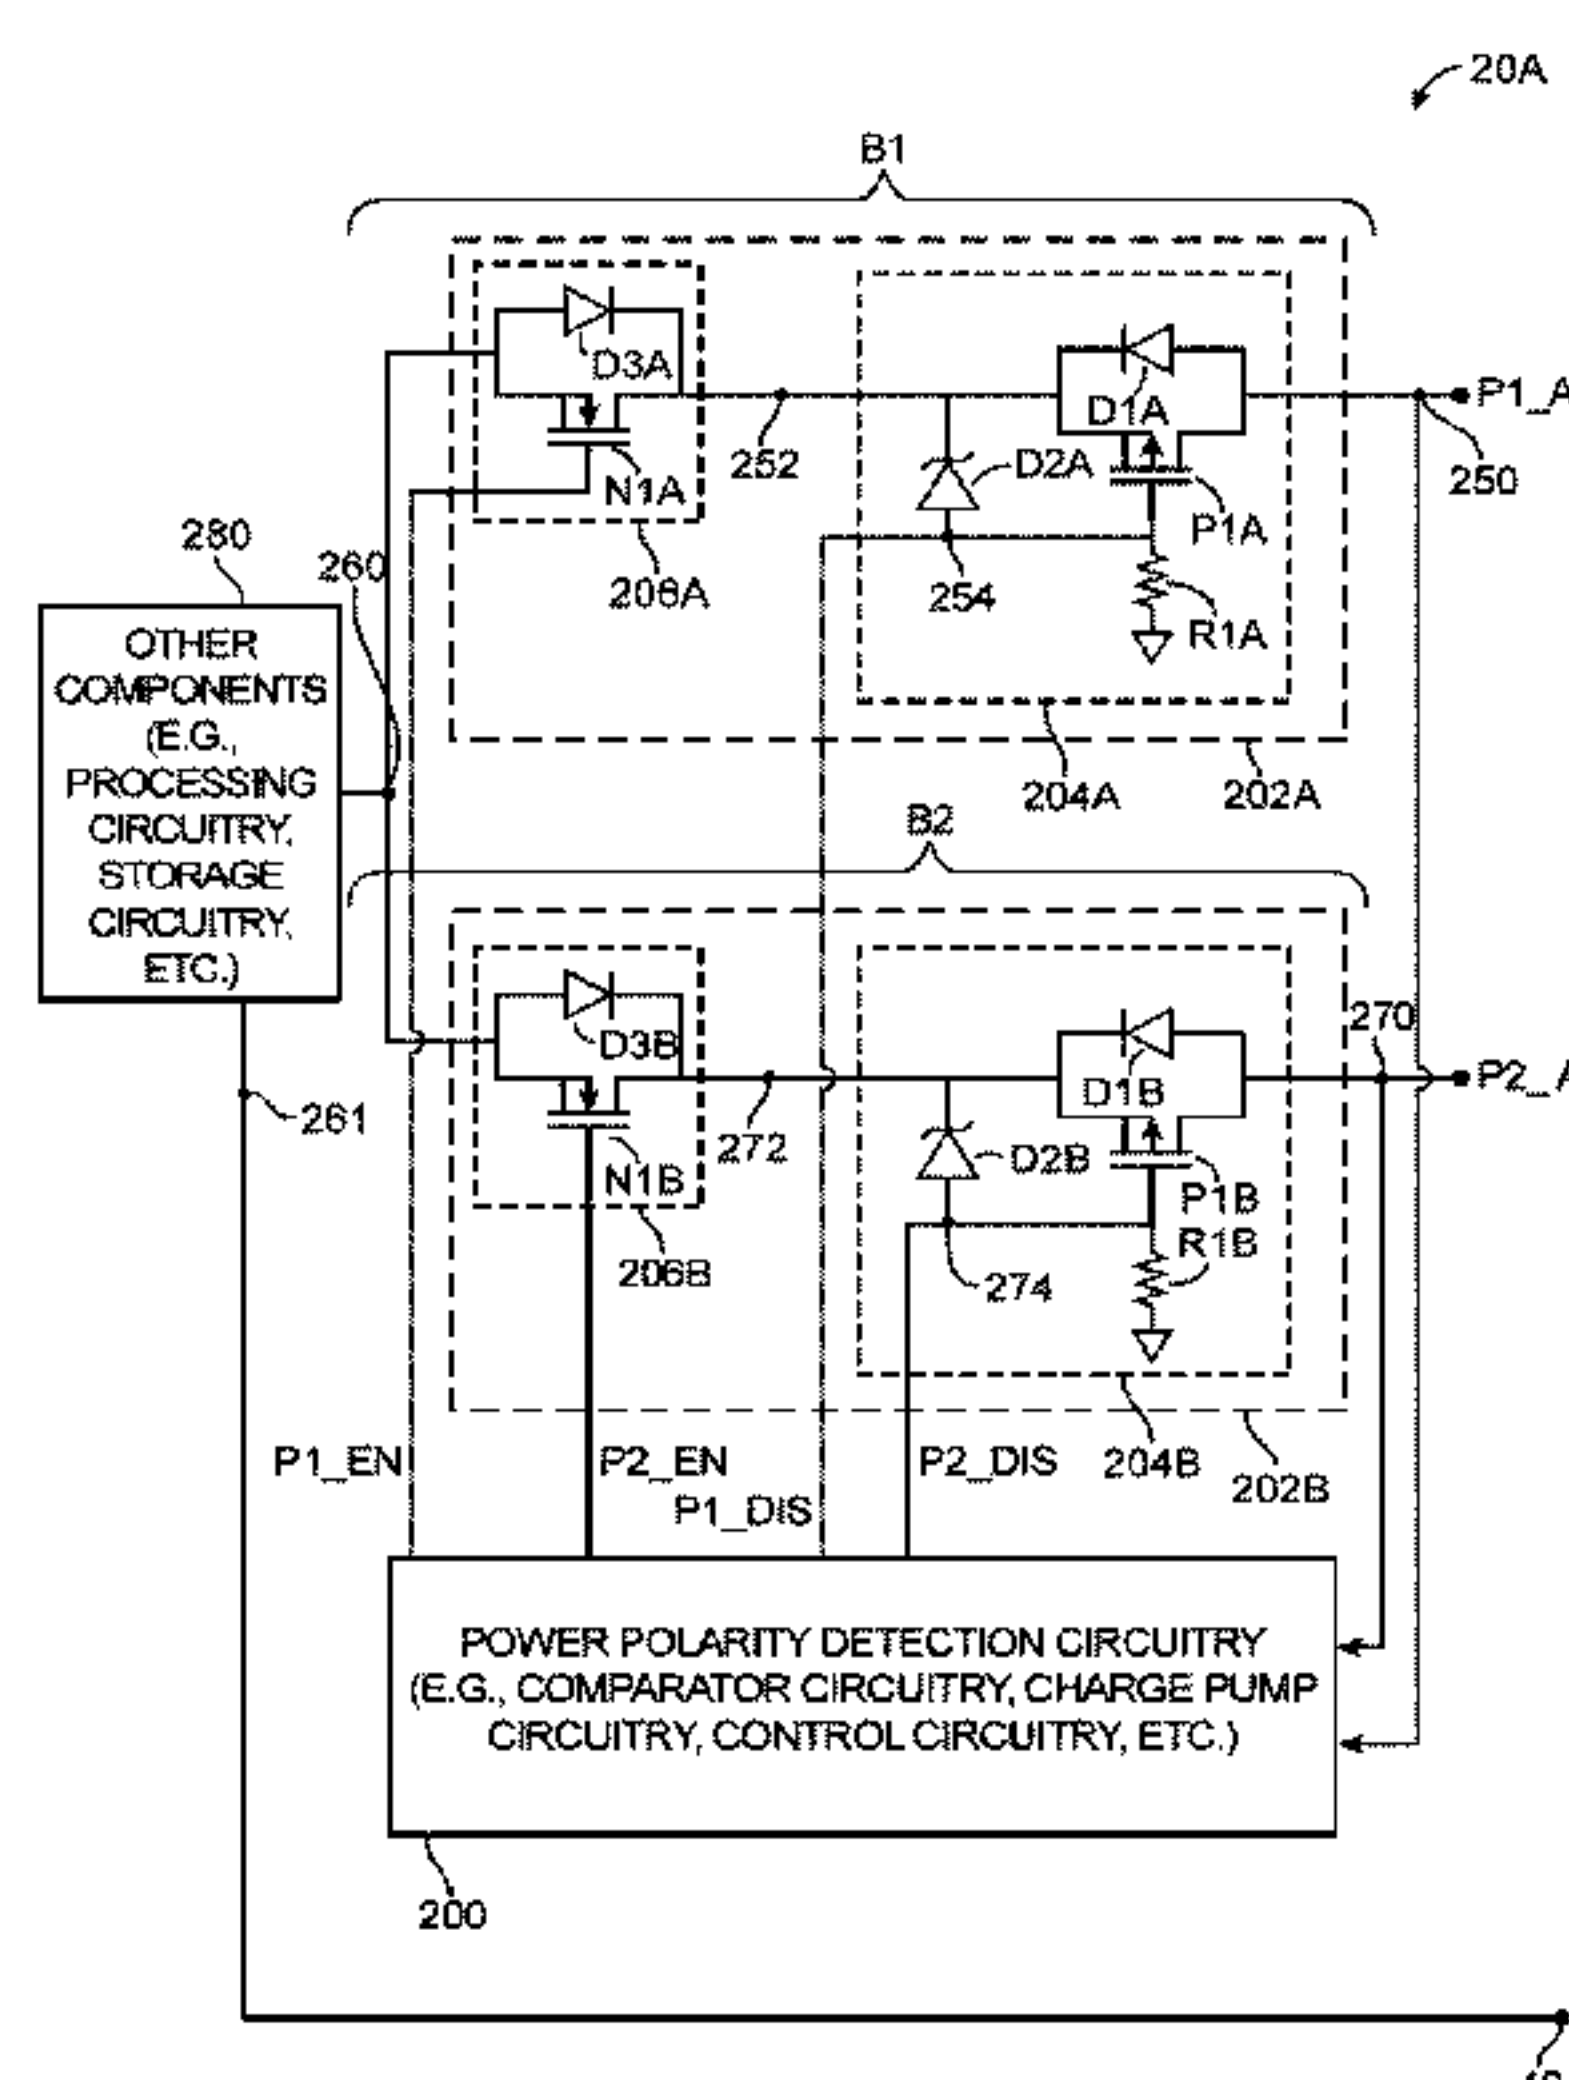 20A
B1
D3A
N1A
206A
252
D2A
254
D1A
P1A
R1A
P1_A
250
204A
202A
280
260
OTHER
COMPONENTS
(E.G.,
PROCESSING
CIRCUITRY,
STORAGE
CIRCUITRY,
ETC.)
261
B2
D3B
N1B
206B
272
D2B
274
D1B
P1B
R1B
270
P2_A
204B
202B
P1_EN
P2_EN
P1_DIS
P2_DIS
POWER POLARITY DETECTION CIRCUITRY
(E.G., COMPARATOR CIRCUITRY, CHARGE PUMP
CIRCUITRY, CONTROL CIRCUITRY, ETC.)
200